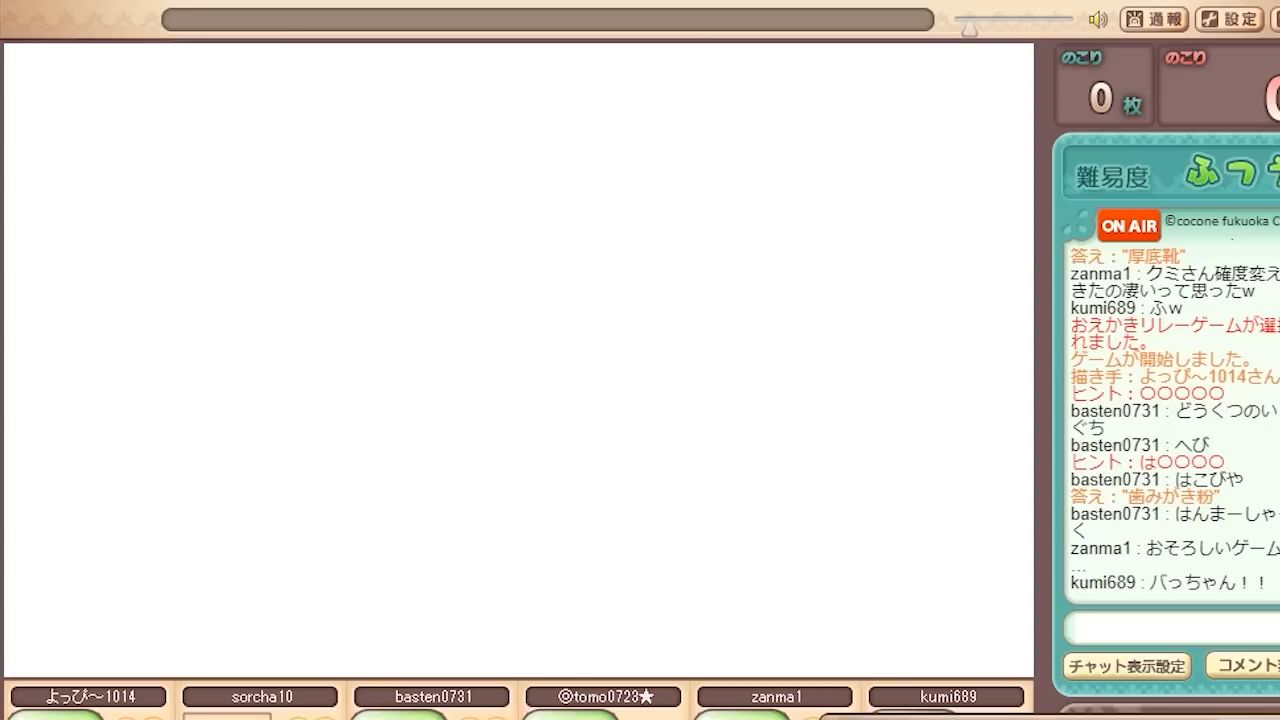 通報
設定
のこり
のこり
0 枚
難易度 ふつ
ON AIR
©cocone fukuoka C
答え："厚底靴"
zanma1 : クミさん確度変え
きたの凄いって思ったw
kumi689 : ふw
おえかきリレーゲームが選
れました。
ゲームが開始しました。
描き手：よっぴ～1014さん
ヒント：〇〇〇〇〇
basten0731 : どうくつのい
ぐち
basten0731 : へび
ヒント：は〇〇〇〇
basten0731 : はこびや
答え："歯みがき粉"
basten0731 : はんまーしゃ
く
zanma1 : おそろしいゲーム
…
kumi689 : バっちゃん！！
チャット表示設定
コメント
よっぴ～1014
sorcha10
basten0731
@tomo0723★
zanma1
kumi689